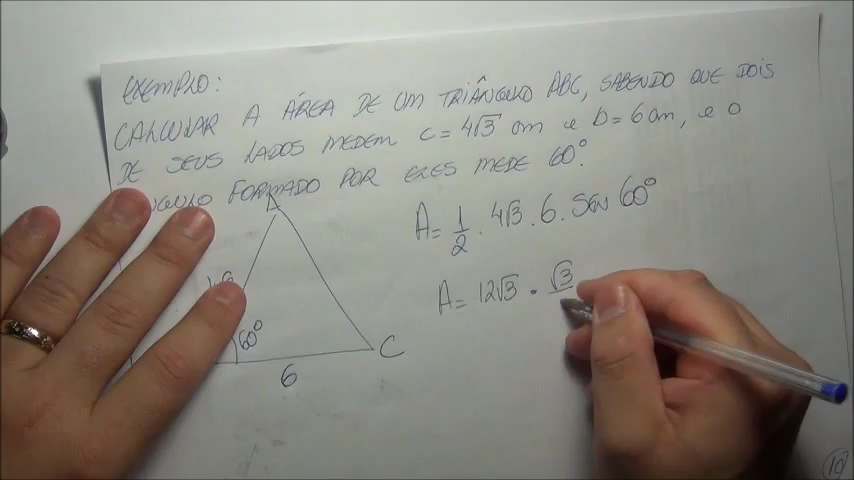 EXEMPLO:
CALCULAR A ÁREA DE UM TRIÂNGULO ABC, SABENDO QUE DOIS
DE SEUS LADOS MEDEM C = 4√3 cm e b = 6 cm, e o
FORMADO POR ELES MEDE 60°.
A = 1/2 . 4√3 . 6 . Sen 60°
A = 12√3 . √3
60°
C
6
10